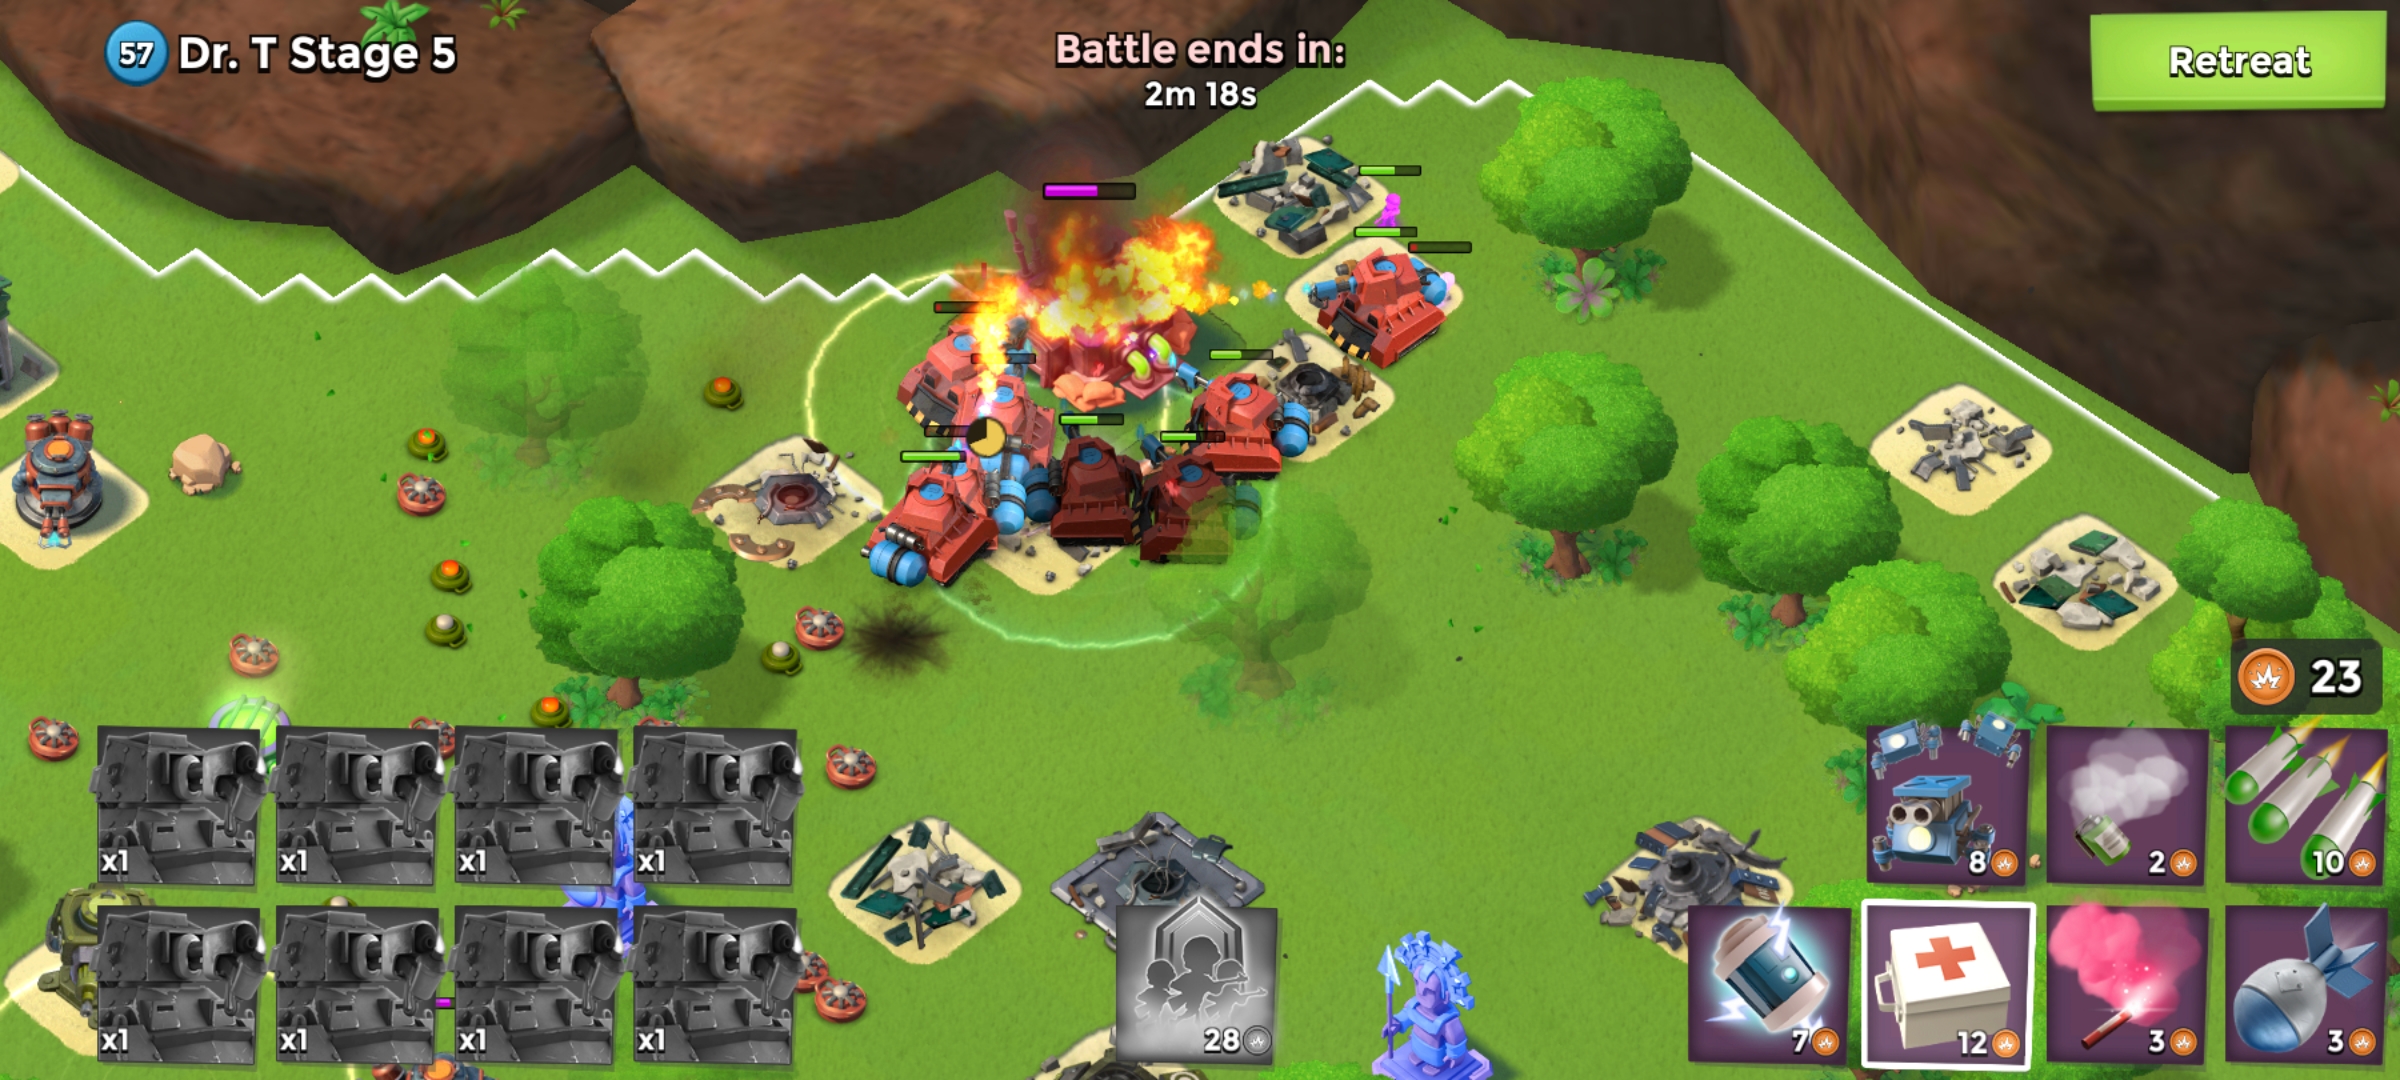 57 Dr. T Stage 5
Battle ends in:
2m 18s
Retreat
23
x1 x1 x1 x1
8 2 10
x1 x1 x1 x1
28
7 12 3 3